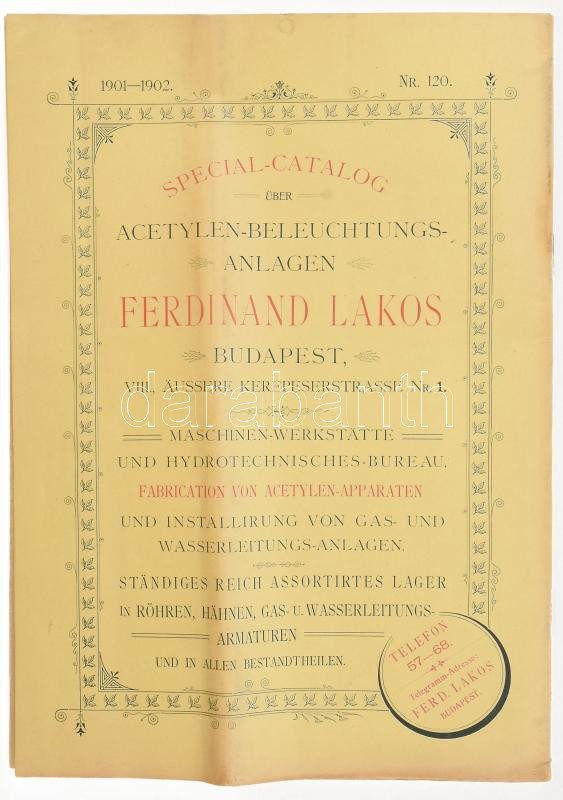 1901—1902.
Nr. 120.
SPECIAL-CATALOG
ÜBER
ACETYLEN-BELEUCHTUNGS-
ANLAGEN
FERDINAND LAKOS
BUDAPEST,
VIII., ÄUSSERE KEREPESERSTRASSE Nr. 1.
darabanth
MASCHINEN-WERKSTÄTTE
UND HYDROTECHNISCHES-BUREAU.
FABRICATION VON ACETYLEN-APPARATEN
UND INSTALLIRUNG VON GAS- UND
WASSERLEITUNGS-ANLAGEN.
STÄNDIGES REICH ASSORTIRTES LAGER
IN RÖHREN, HÄHNEN, GAS- U. WASSERLEITUNGS-
ARMATUREN
UND IN ALLEN BESTANDTHEILEN.
TELEFON
57—68.
Telegramm-Adresse:
FERD. LAKOS
BUDAPEST.